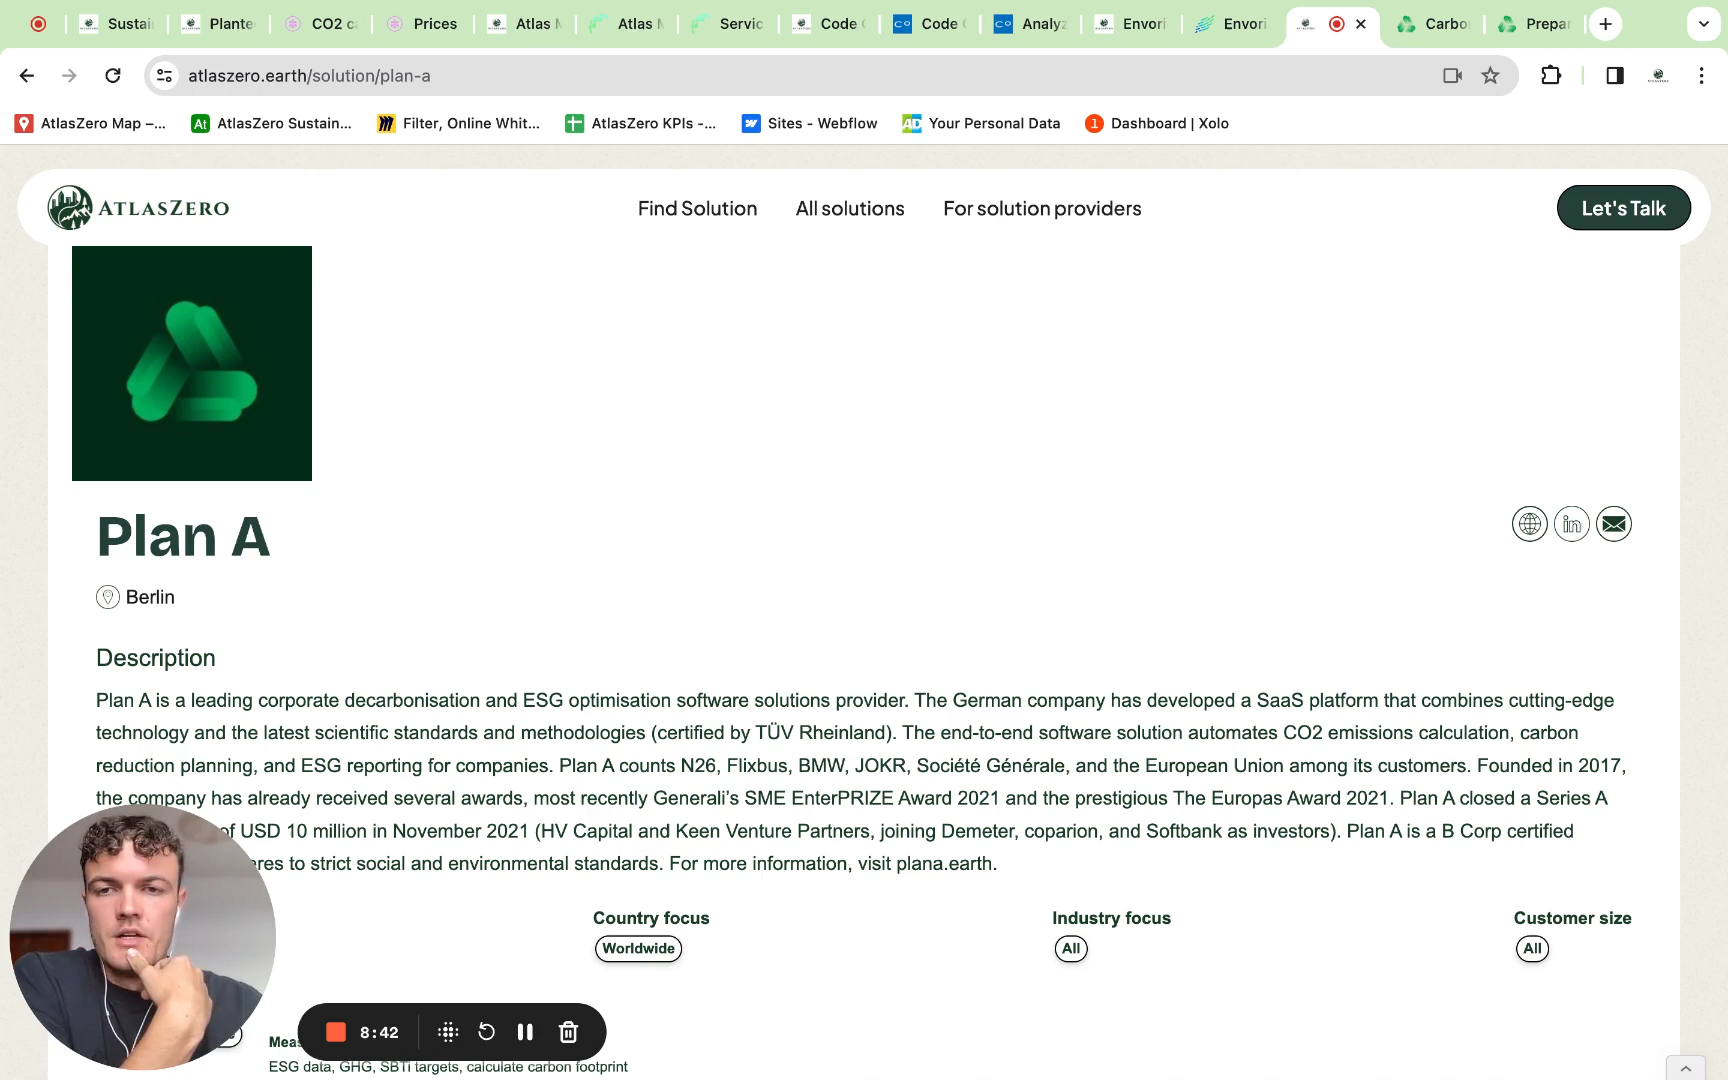 Sustai
Plante
CO2 c
Prices
Atlas
Atlas
Servic
Code
Code
Analy
Envori
Envori
Carbo
Prepar
atlaszero.earth/solution/plan-a
AtlasZero Map –...
AtlasZero Sustain...
Filter, Online Whit...
AtlasZero KPIs -...
Sites - Webflow
Your Personal Data
Dashboard | Xolo
ATLASZERO
Find Solution
All solutions
For solution providers
Let's Talk
Plan A
Berlin
Description
Plan A is a leading corporate decarbonisation and ESG optimisation software solutions provider. The German company has developed a SaaS platform that combines cutting-edge
technology and the latest scientific standards and methodologies (certified by TÜV Rheinland). The end-to-end software solution automates CO2 emissions calculation, carbon
reduction planning, and ESG reporting for companies. Plan A counts N26, Flixbus, BMW, JOKR, Société Générale, and the European Union among its customers. Founded in 2017,
the company has already received several awards, most recently Generali’s SME EnterPRIZE Award 2021 and the prestigious The Europas Award 2021. Plan A closed a Series A
of USD 10 million in November 2021 (HV Capital and Keen Venture Partners, joining Demeter, coparion, and Softbank as investors). Plan A is a B Corp certified
res to strict social and environmental standards. For more information, visit plana.earth.
Country focus
Industry focus
Customer size
Worldwide
All
All
8:42
Meas
ESG data, GHG, SBTi targets, calculate carbon footprint